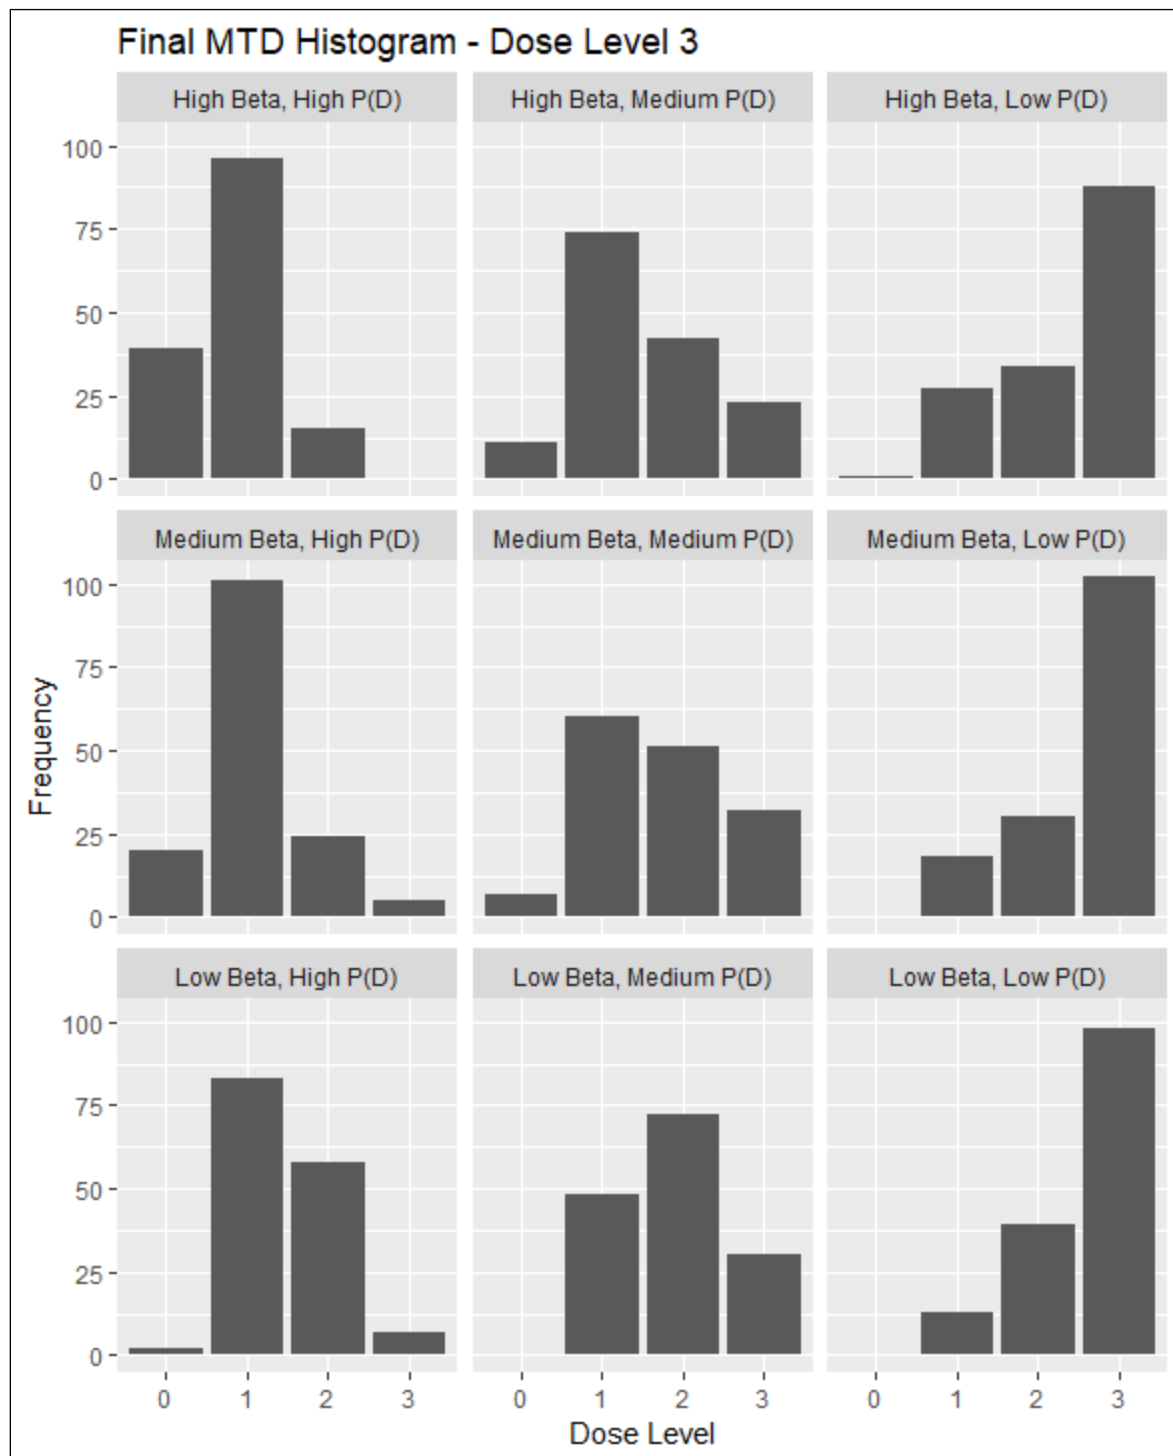 Final MTD Histogram - Dose Level 3
High Beta, High P(D)
High Beta, Medium P(D)
High Beta, Low P(D)
100
75
50
25
0
Medium Beta, High P(D)
Medium Beta, Medium P(D)
Medium Beta, Low P(D)
100
75
50
25
0
Frequency
Low Beta, High P(D)
Low Beta, Medium P(D)
Low Beta, Low P(D)
100
75
50
25
0
0 1 2 3
0 1 2 3
0 1 2 3
Dose Level